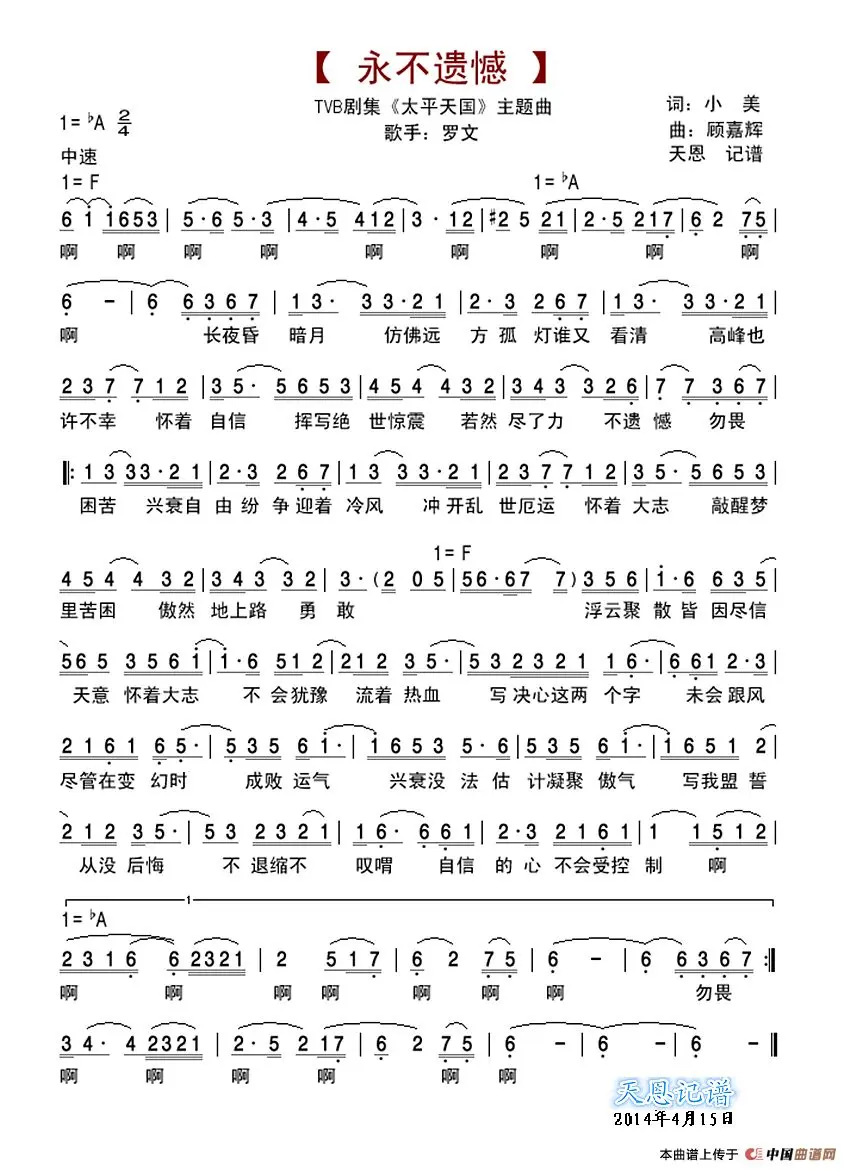 【 永不遗憾 】
TVB剧集《太平天国》主题曲
歌手：罗文
词：小 美
曲：顾嘉辉
天恩 记谱
1=♭A 2/4
中速
1=F 1=♭A
6 i i653 | 5·6 5·3 | 4·5 412 | 3· 12 | #2 5 21 | 2·5 217 | 6 2 75 |
啊 啊 啊 啊 啊 啊 啊 啊
6 - | 6 6367 | 13· 33·21 | 2·3 267 | 13· 33·21 |
啊 长夜昏 暗月 仿佛远 方孤 灯谁又 看清 高峰也
237 712 | 35· 5653 | 454 432 | 343 326 | 7 7367 |
许不幸 怀着 自信 挥写绝 世惊震 若然 尽了力 不遗 憾 勿畏
‖: 13 33·21 | 2·3 267 | 13· 33·21 | 237 712 | 35· 5653 |
困苦 兴衰自 由纷 争迎着 冷风 冲开乱 世厄运 怀着 大志 敲醒梦
1=F
454 432 | 343 332 | 3·(2 05 | 56·67 7) 356 | i·6 635 |
里苦困 傲然 地上路 勇 敢 浮云聚 散皆 因尽信
565 356i | i·6 512 | 212 35· | 532321 | 16· 661 2·3 |
天意 怀着大志 不 会犹豫 流着 热血 写 决心这两 个字 未会 跟风
2161 65· | 535 6i· | i653 5·6 | 535 6i· | i651 2 |
尽管在变 幻时 成败 运气 兴衰没 法估 计凝聚 傲气 写我盟 誓
212 35· | 53 2321 | 16· 661 | 2·3 2161 | 1 1512 |
从没 后悔 不 退缩不 叹喟 自信 的心 不会受控 制 啊
1
1=♭A
2316 62321 | 2 517 | 6 2 75 | 6 - | 6 6367 :‖
啊 啊 啊 啊 啊 啊 勿畏
34· 42321 | 2·5 217 | 6 2 75 | 6 - | 6 6 - ‖
啊 啊 啊 啊
天恩记谱
2014年4月15日
本曲谱上传于 中国曲谱网